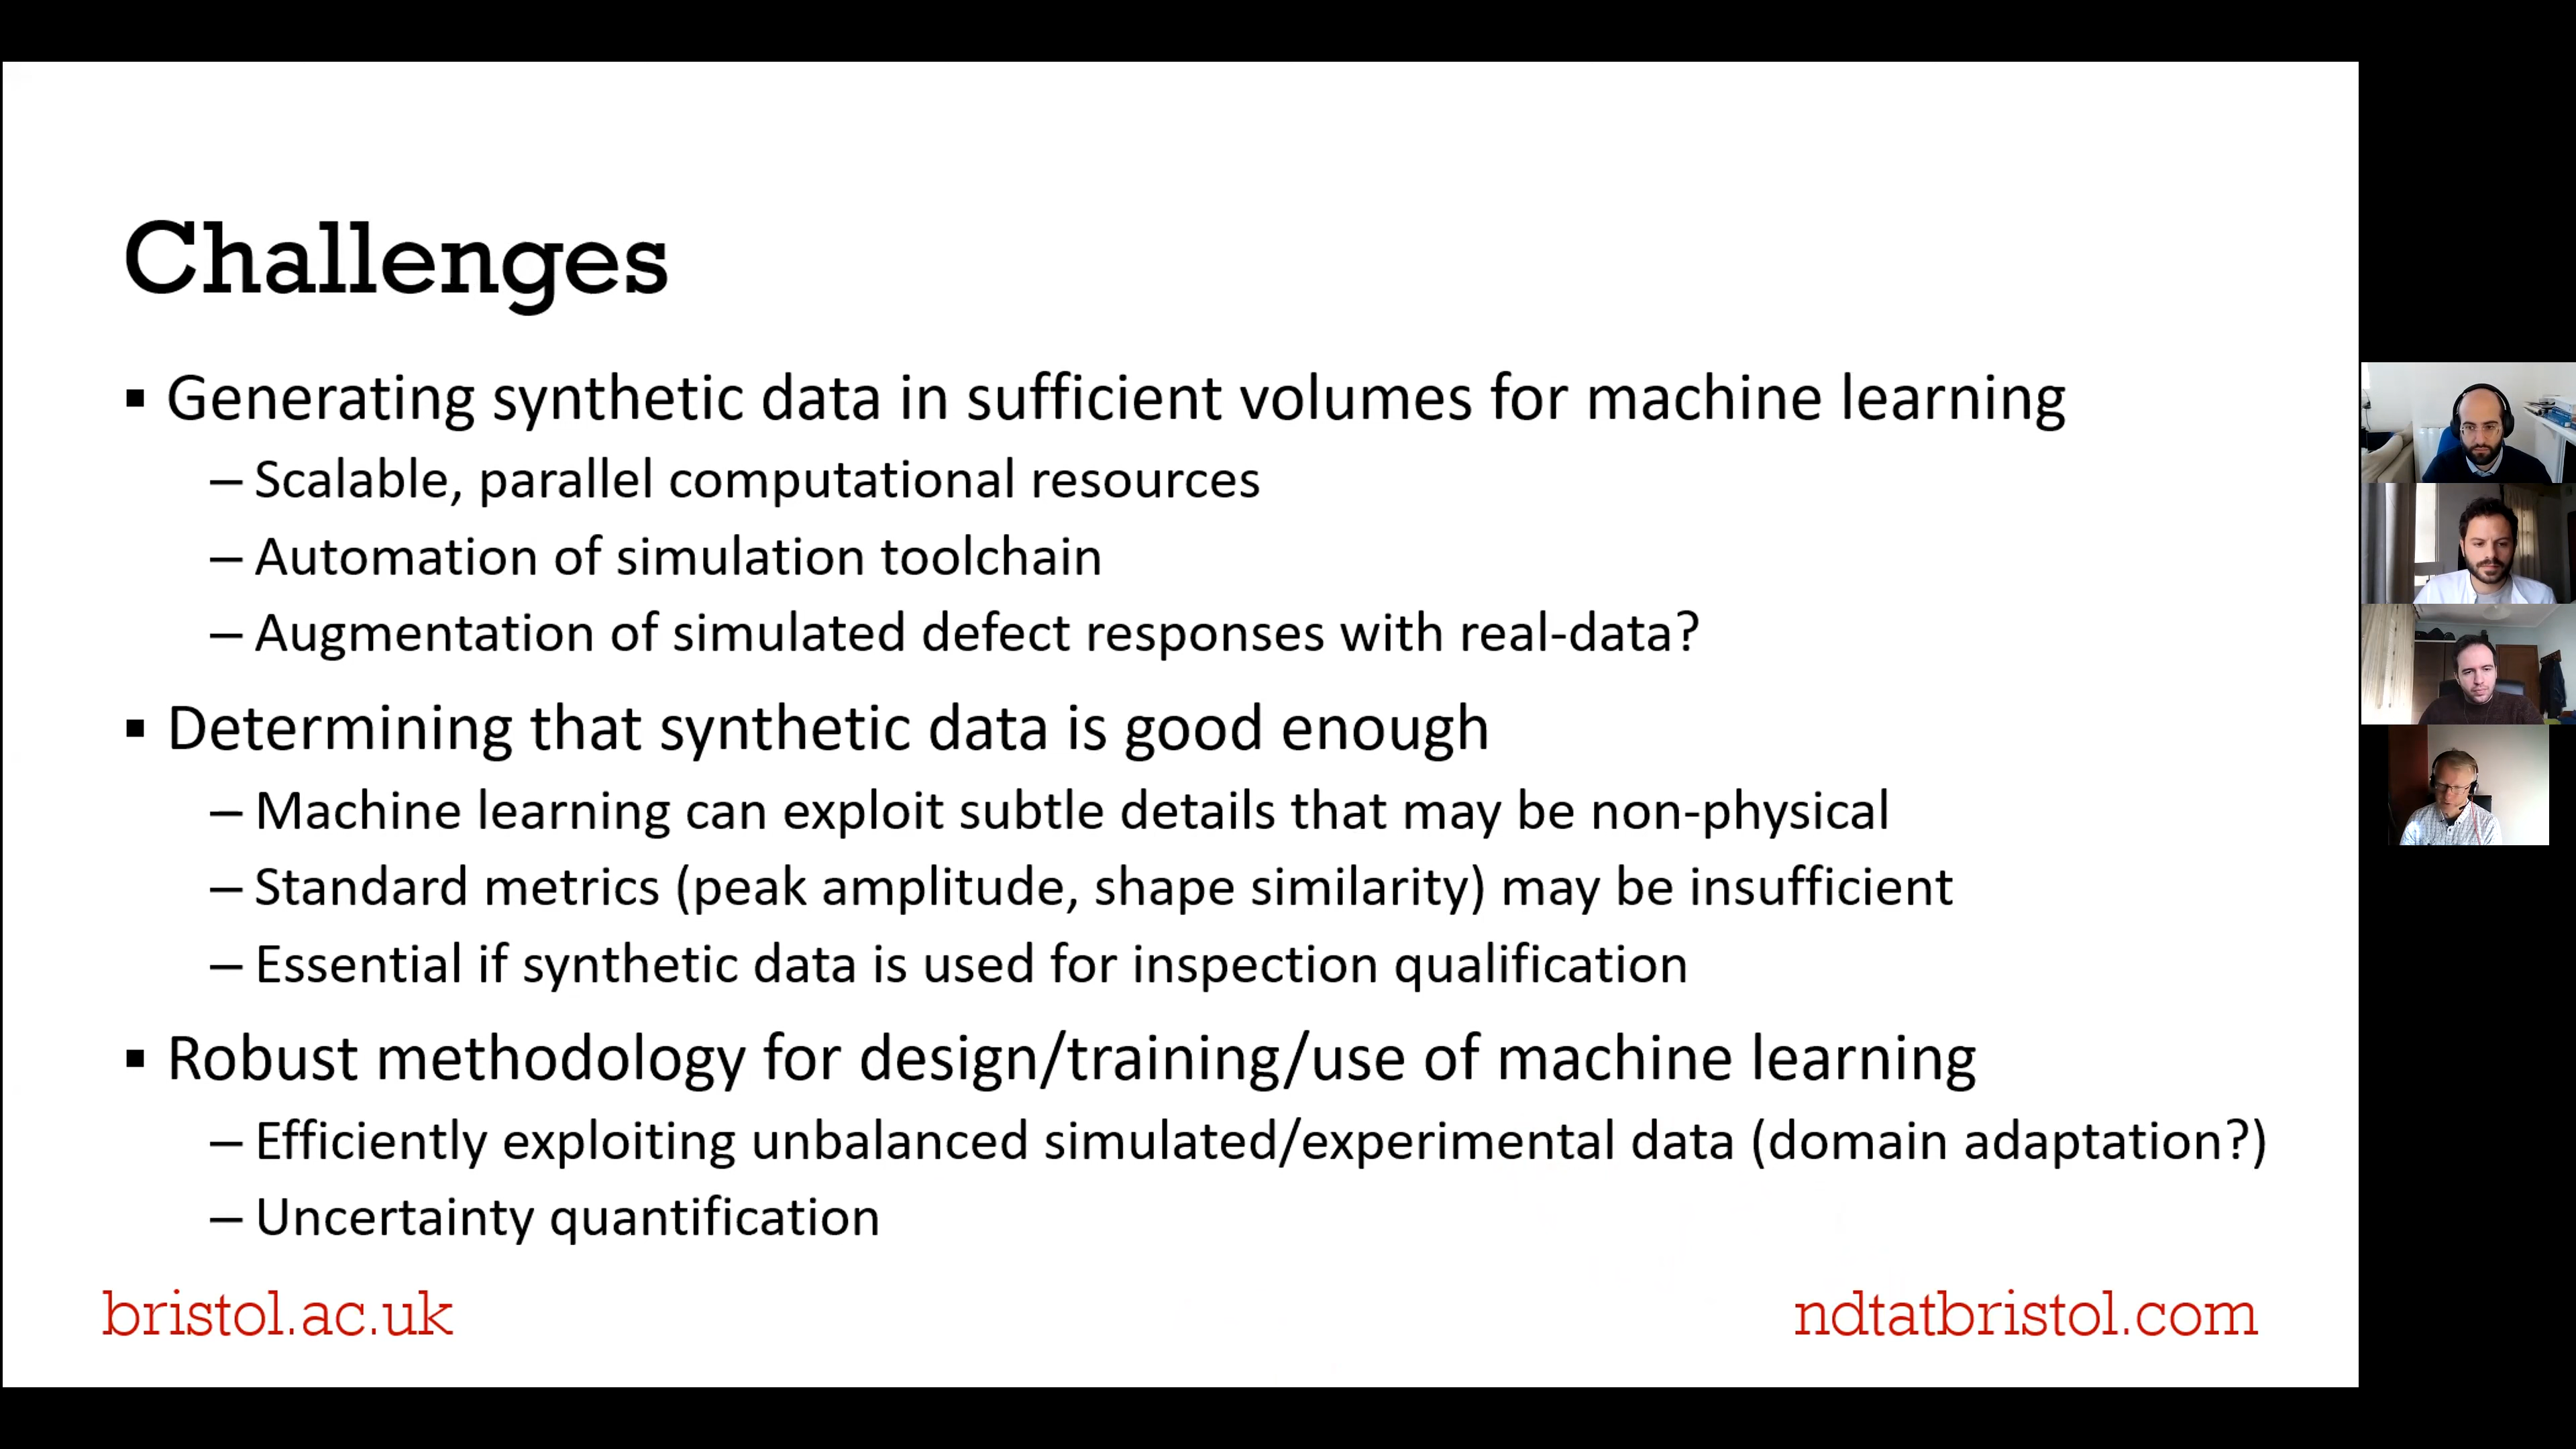 Challenges
▪ Generating synthetic data in sufficient volumes for machine learning
– Scalable, parallel computational resources
– Automation of simulation toolchain
– Augmentation of simulated defect responses with real-data?
▪ Determining that synthetic data is good enough
– Machine learning can exploit subtle details that may be non-physical
– Standard metrics (peak amplitude, shape similarity) may be insufficient
– Essential if synthetic data is used for inspection qualification
▪ Robust methodology for design/training/use of machine learning
– Efficiently exploiting unbalanced simulated/experimental data (domain adaptation?)
– Uncertainty quantification
bristol.ac.uk
ndtatbristol.com